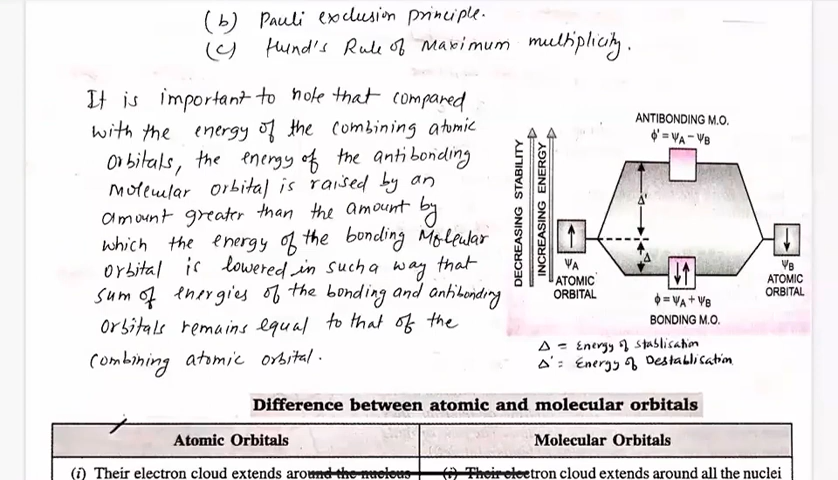 (b) Pauli exclusion principle.
(c) Hund's Rule of Maximum multiplicity.
It is important to note that compared
with the energy of the combining atomic
orbitals, the energy of the antibonding
Molecular orbital is raised by an
amount greater than the amount by
which the energy of the bonding Molecular
orbital is lowered in such a way that
sum of energies of the bonding and antibonding
orbitals remains equal to that of the
combining atomic orbital.
ANTIBONDING M.O.
ϕ' = ΨA − ΨB
DECREASING STABILITY
INCREASING ENERGY
Δ'
Δ
ΨA
ATOMIC
ORBITAL
ϕ = ΨA + ΨB
BONDING M.O.
ΨB
ATOMIC
ORBITAL
Δ = Energy of Stablisation
Δ' = Energy of Destablisation
Difference between atomic and molecular orbitals
Atomic Orbitals
Molecular Orbitals
(i) Their electron cloud extends around the nucleus
(i) Their electron cloud extends around all the nuclei